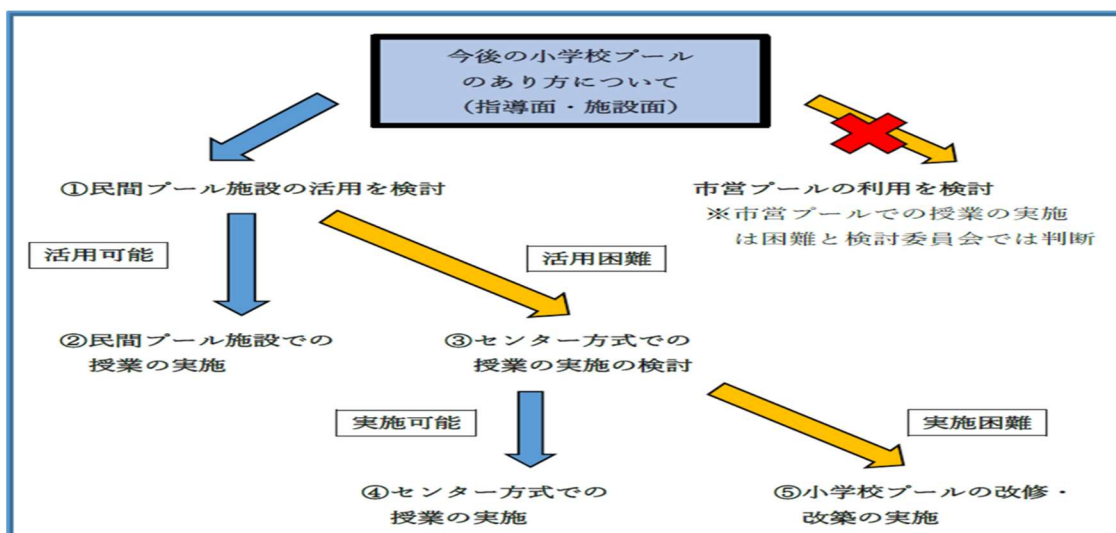 今後の小学校プール
のあり方について
(指導面・施設面)
①民間プール施設の活用を検討
市営プールの利用を検討
※市営プールでの授業の実施
は困難と検討委員会では判断
活用可能
活用困難
②民間プール施設での
授業の実施
③センター方式での
授業の実施の検討
実施可能
実施困難
④センター方式での
授業の実施
⑤小学校プールの改修・
改築の実施